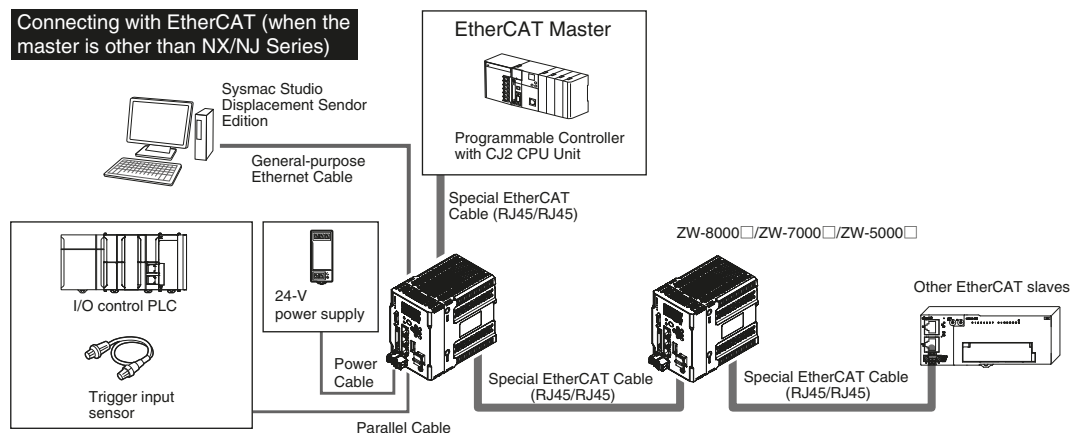 Connecting with EtherCAT (when the
master is other than NX/NJ Series)
EtherCAT Master
Sysmac Studio
Displacement Sendor
Edition
Programmable Controller
with CJ2 CPU Unit
General-purpose
Ethernet Cable
Special EtherCAT
Cable (RJ45/RJ45)
ZW-8000□/ZW-7000□/ZW-5000□
I/O control PLC
24-V
power supply
Other EtherCAT slaves
Trigger input
sensor
Power
Cable
Special EtherCAT Cable
(RJ45/RJ45)
Special EtherCAT Cable
(RJ45/RJ45)
Parallel Cable